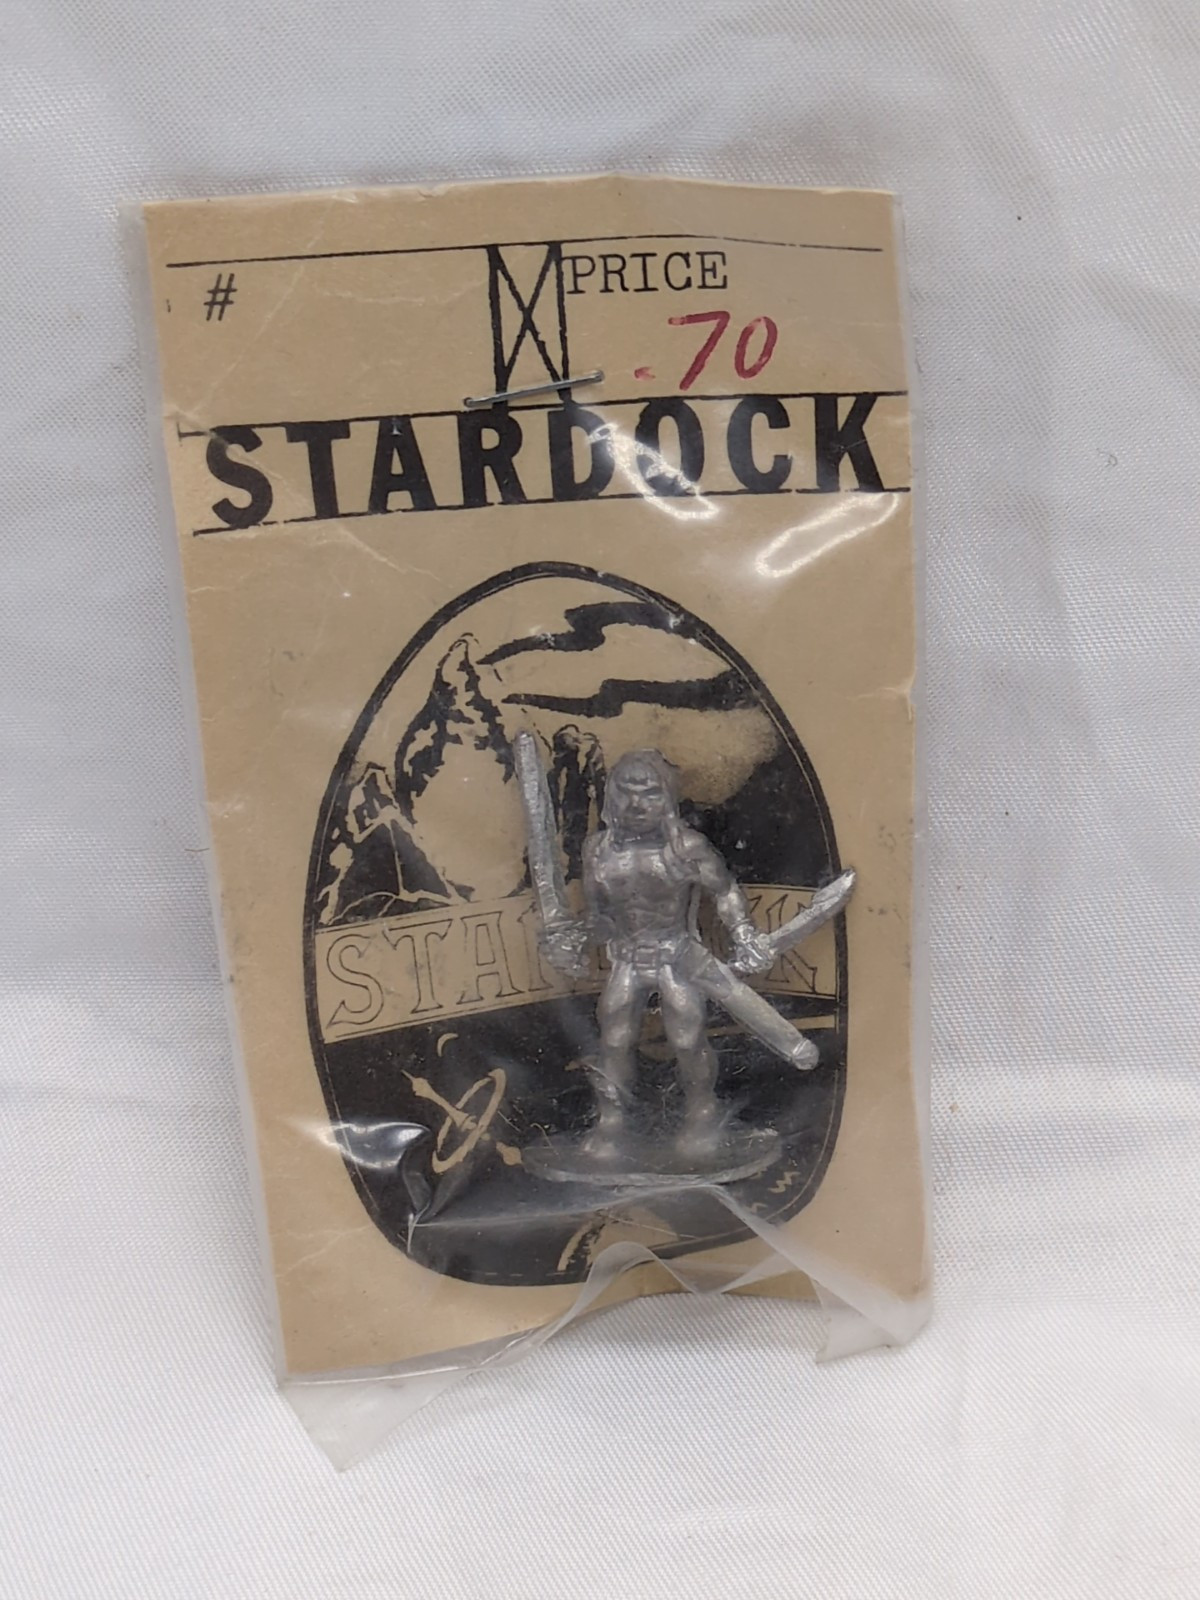 # PRICE
.70
STARDOCK